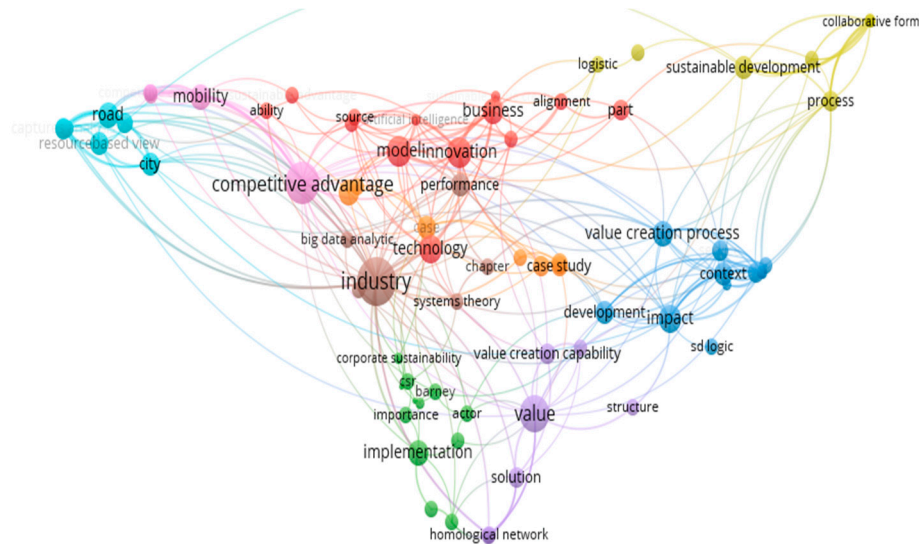 collaborative form
logistic
sustainable development
mobility
process
business
alignment
ability
part
road
source
artificial intelligence
resourcebased view
model
innovation
city
competitive advantage
performance
case
value creation process
big data analytic
technology
chapter
case study
context
industry
systems theory
development
impact
corporate sustainability
value creation capability
sd logic
csr
barney
importance
actor
value
structure
implementation
solution
homological network